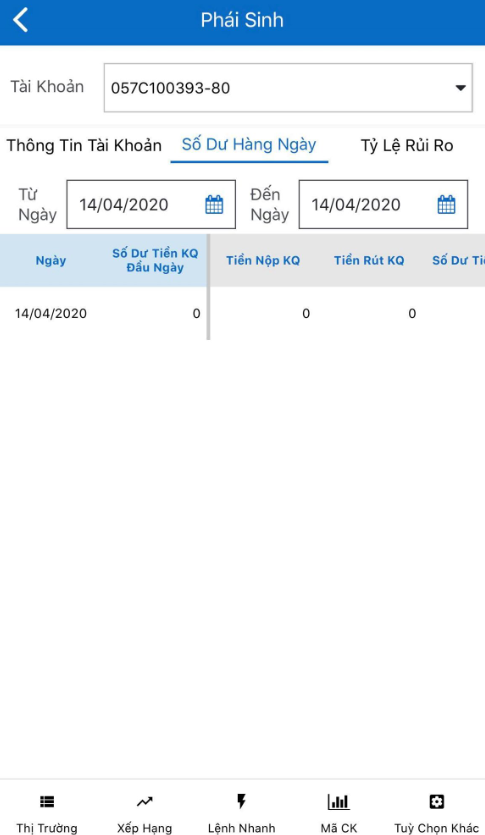 Phái Sinh
Tài Khoản 057C100393-80
Thông Tin Tài Khoản Số Dư Hàng Ngày Tỷ Lệ Rủi Ro
Từ Ngày 14/04/2020 Đến Ngày 14/04/2020
Ngày Số Dư Tiền KQ Đầu Ngày Tiền Nộp KQ Tiền Rút KQ Số Dư
14/04/2020 0 0 0
Thị Trường Xếp Hạng Lệnh Nhanh Mã CK Tuỳ Chọn Khác